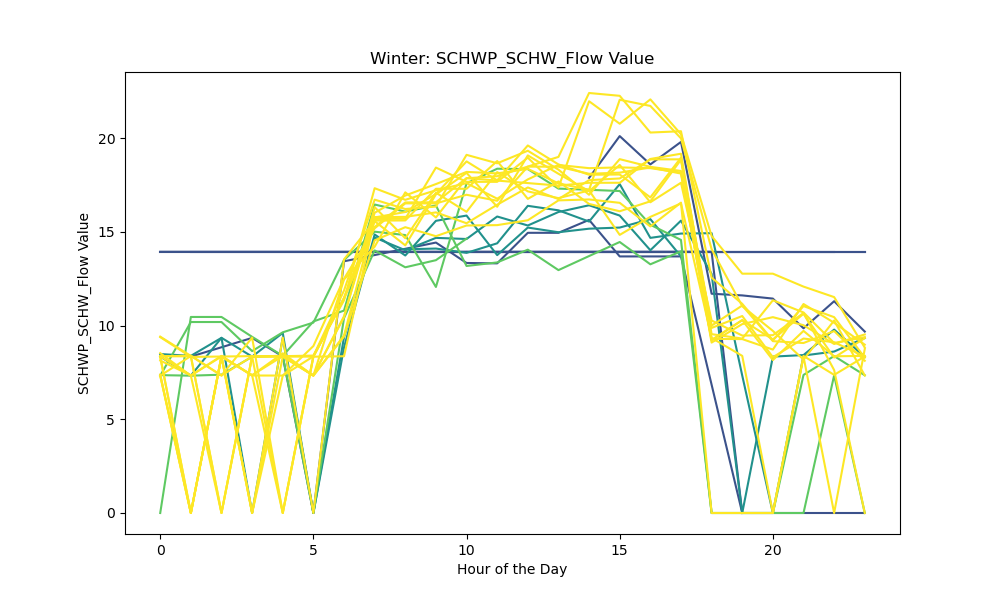 Winter: SCHWP_SCHW_Flow Value
SCHWP_SCHW_Flow Value
20
15
10
5
0
0 5 10 15 20
Hour of the Day